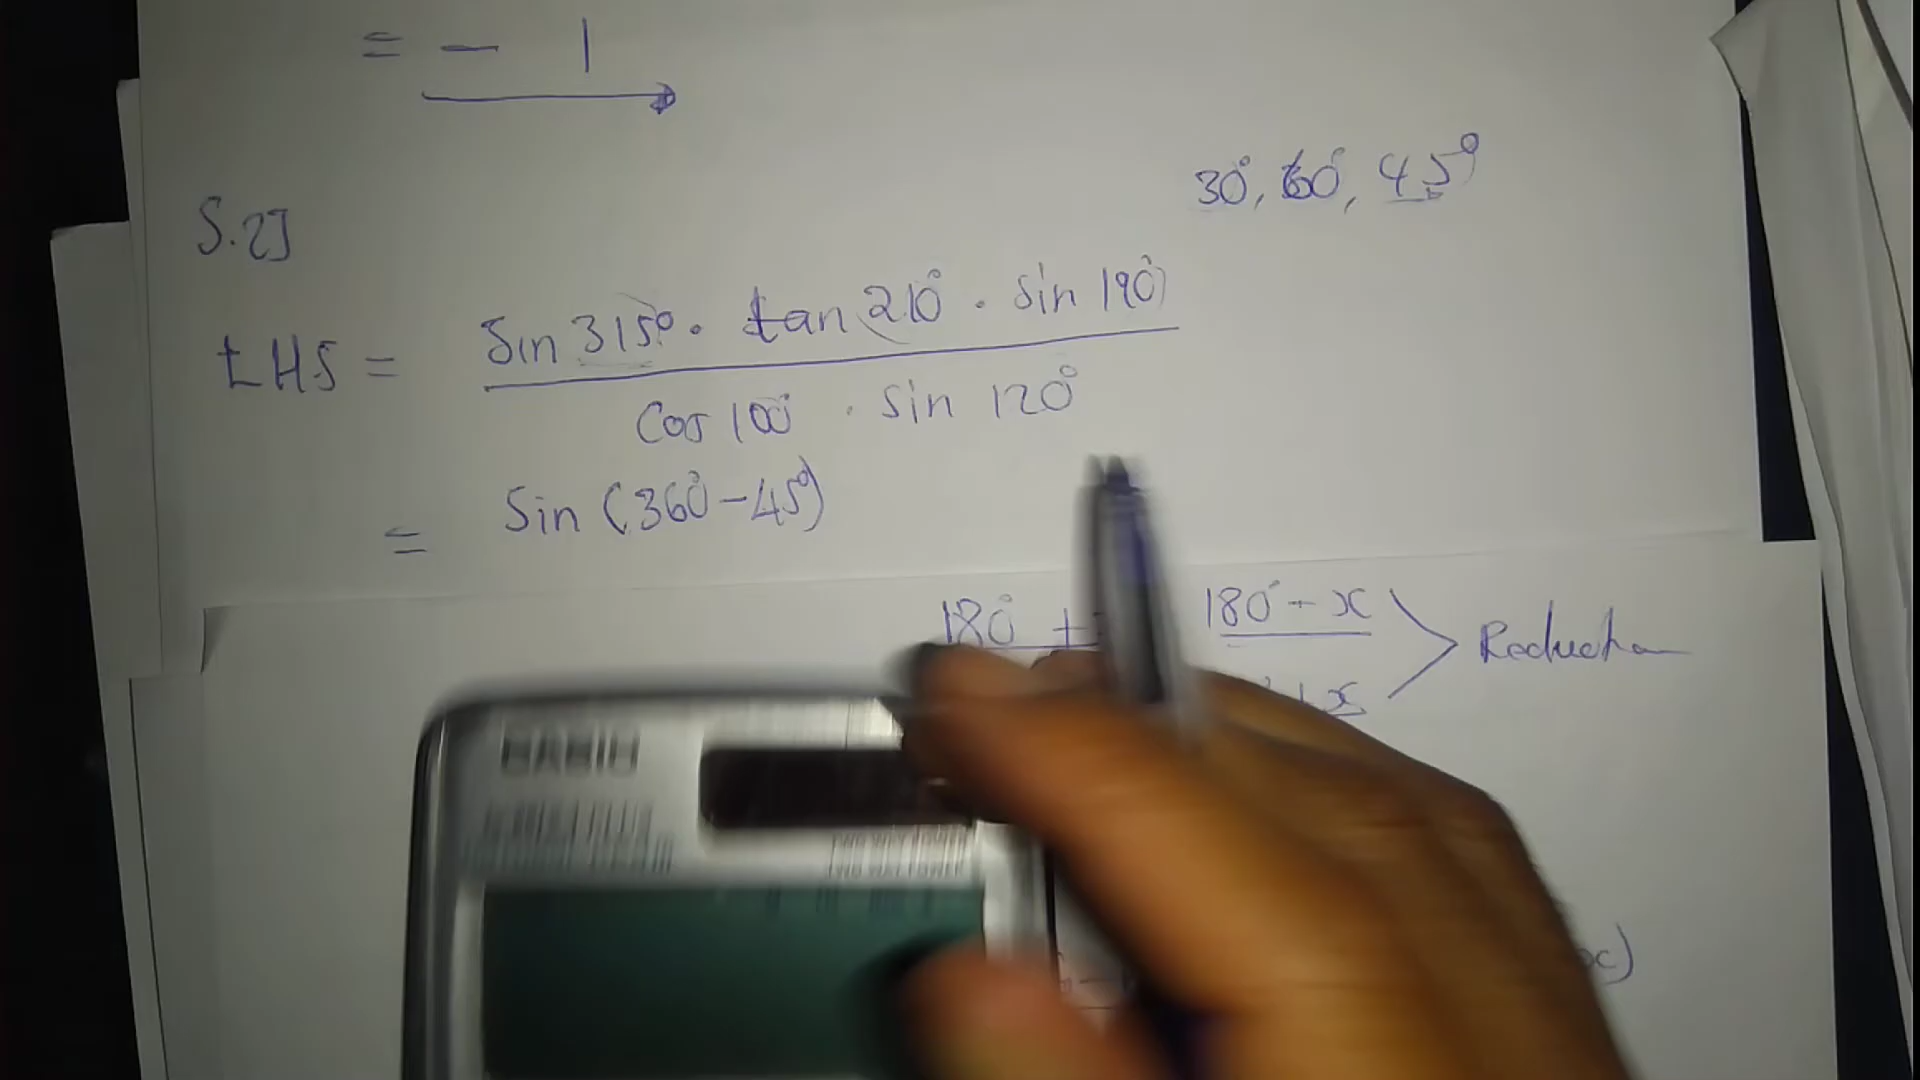 = - 1
30°, 60°, 45°
5.2]
LHS = sin 315° · tan 210° · sin 190°
cos 100° · sin 120°
= sin (360° - 45°)
180° + 180° - x
Reduction
x
x)